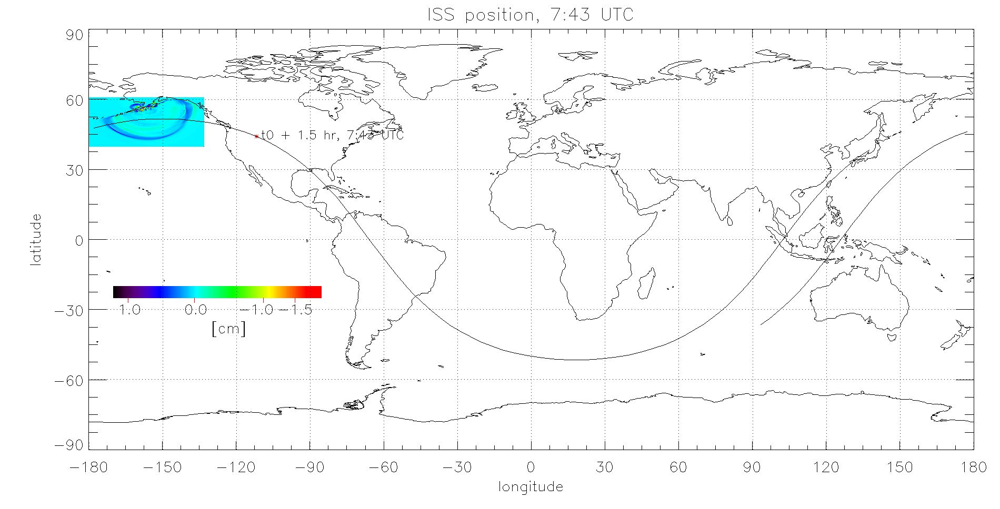 ISS position, 7:43 UTC
90
60
t0 + 1.5 hr, 7:43 UTC
30
latitude
0
−30
1.0 0.0 −1.0 −1.5
[cm]
−60
−90
−180 −150 −120 −90 −60 −30 0 30 60 90 120 150 180
longitude